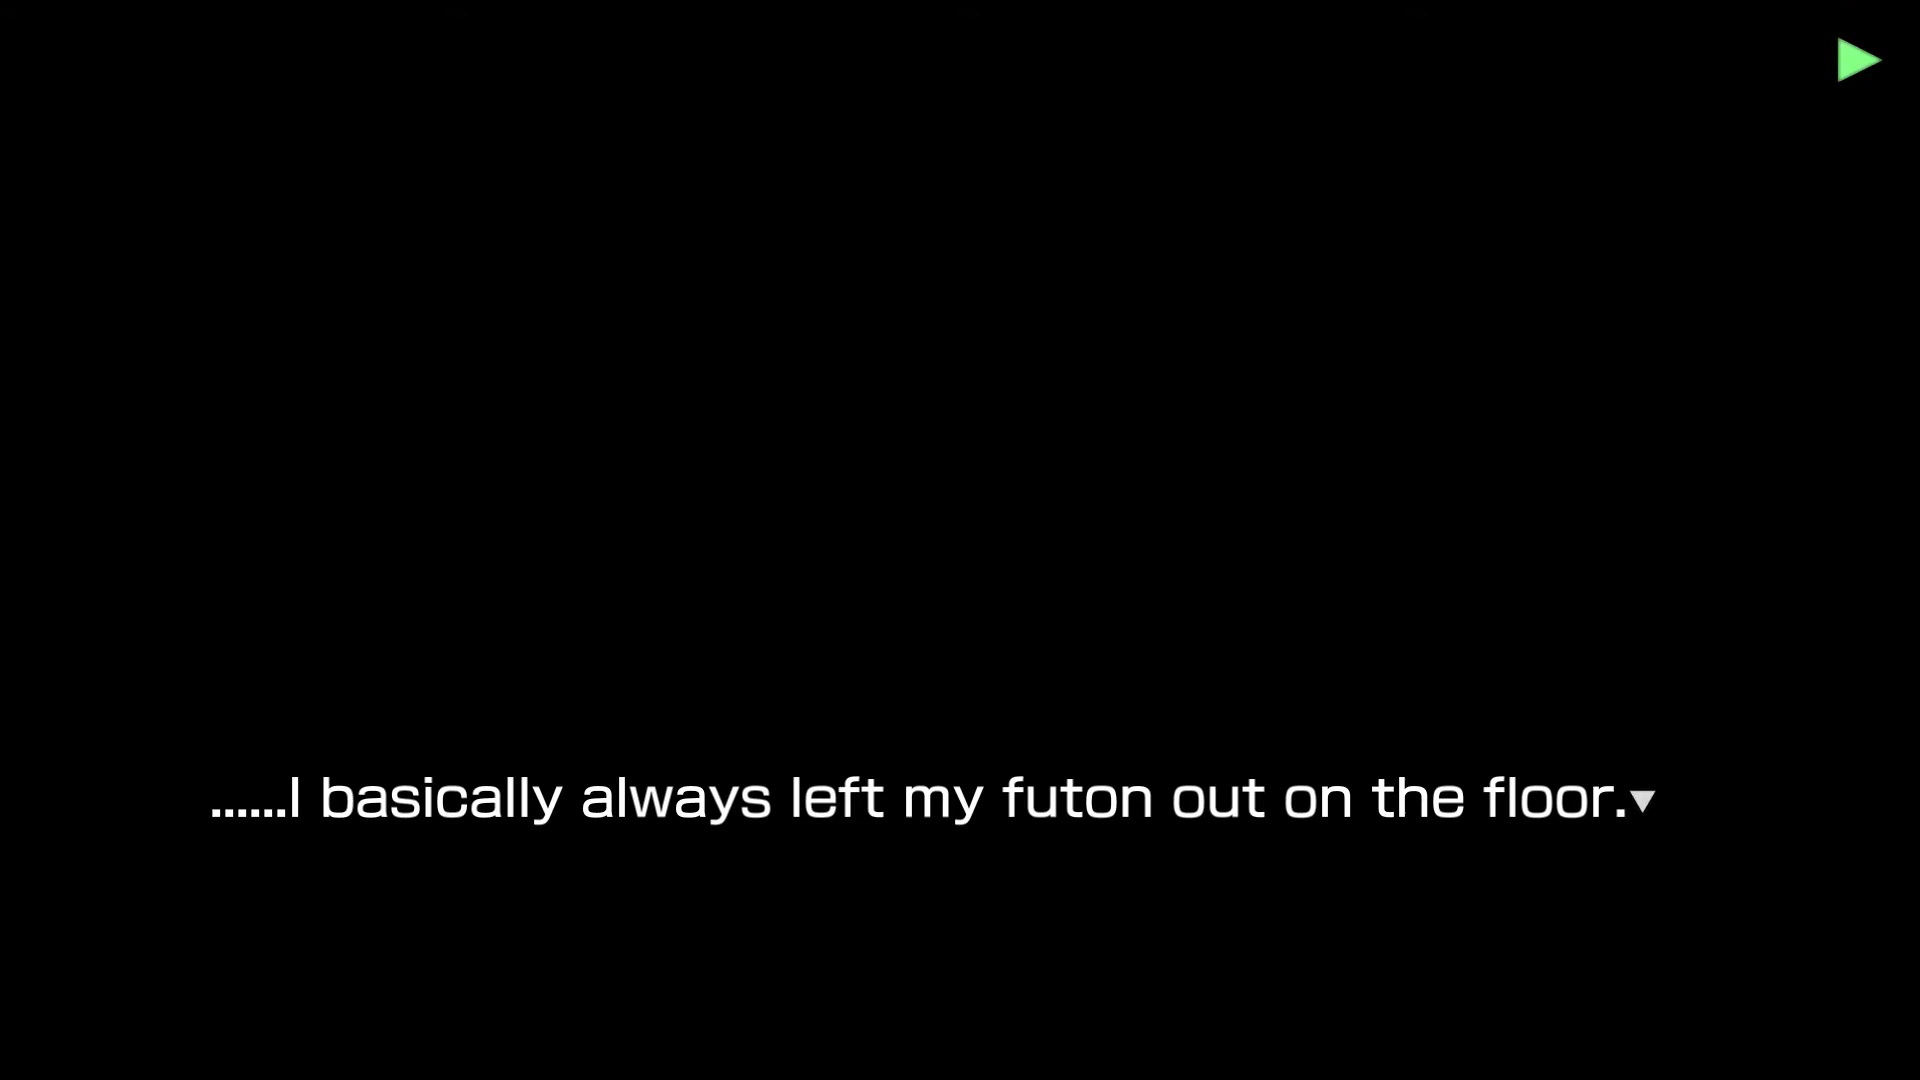 ......I basically always left my futon out on the floor.